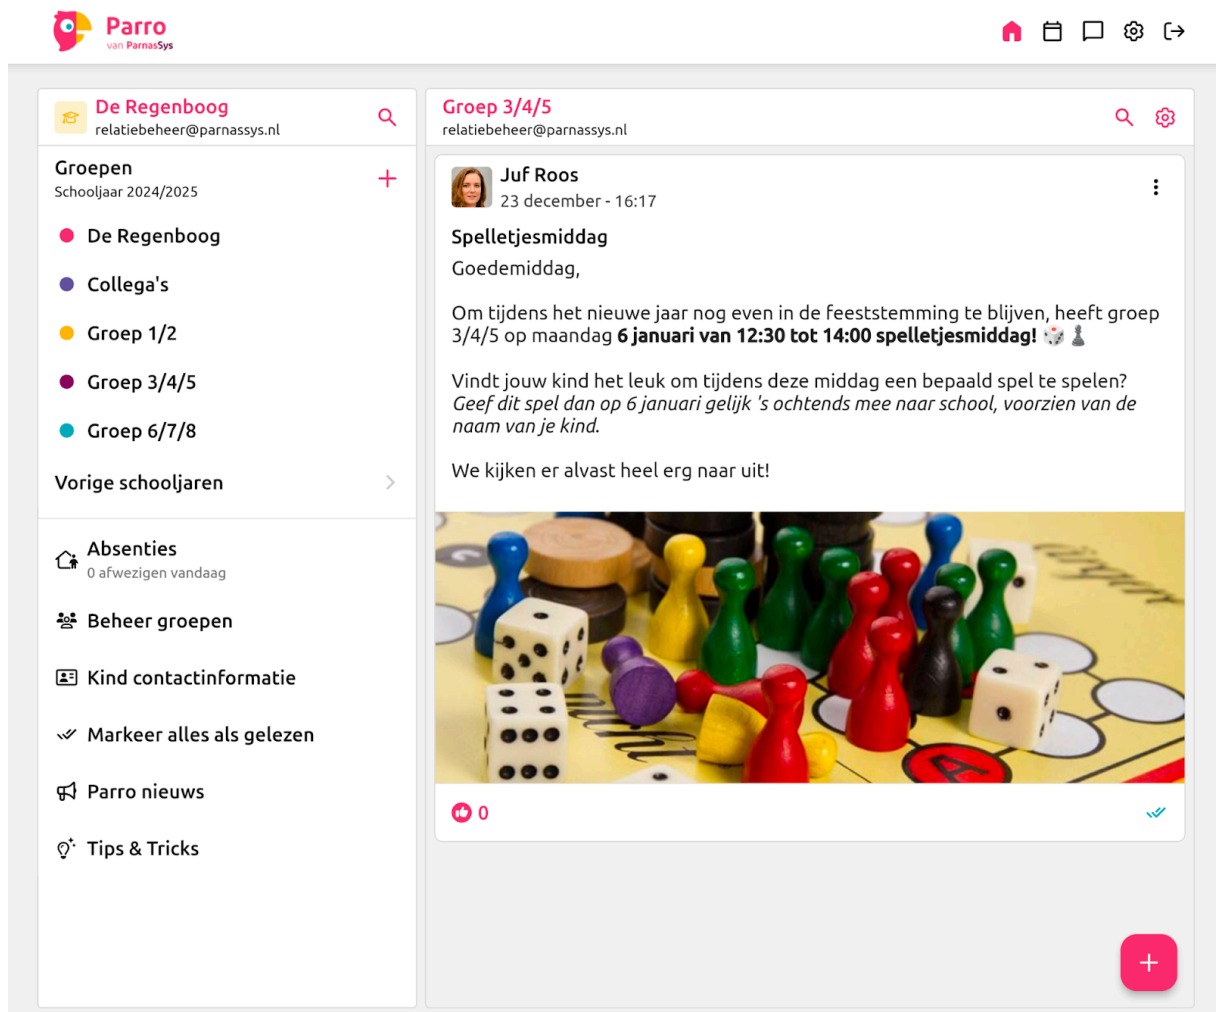 Parro
van ParnasSys
De Regenboog
relatiebeheer@parnassys.nl
Groepen
Schooljaar 2024/2025
De Regenboog
Collega's
Groep 1/2
Groep 3/4/5
Groep 6/7/8
Vorige schooljaren
Absenties
0 afwezigen vandaag
Beheer groepen
Kind contactinformatie
Markeer alles als gelezen
Parro nieuws
Tips & Tricks
Groep 3/4/5
relatiebeheer@parnassys.nl
Juf Roos
23 december - 16:17
Spelletjesmiddag
Goedemiddag,
Om tijdens het nieuwe jaar nog even in de feeststemming te blijven, heeft groep
3/4/5 op maandag 6 januari van 12:30 tot 14:00 spelletjesmiddag! 🎲♟️
Vindt jouw kind het leuk om tijdens deze middag een bepaald spel te spelen?
Geef dit spel dan op 6 januari gelijk 's ochtends mee naar school, voorzien van de
naam van je kind.
We kijken er alvast heel erg naar uit!
A
0